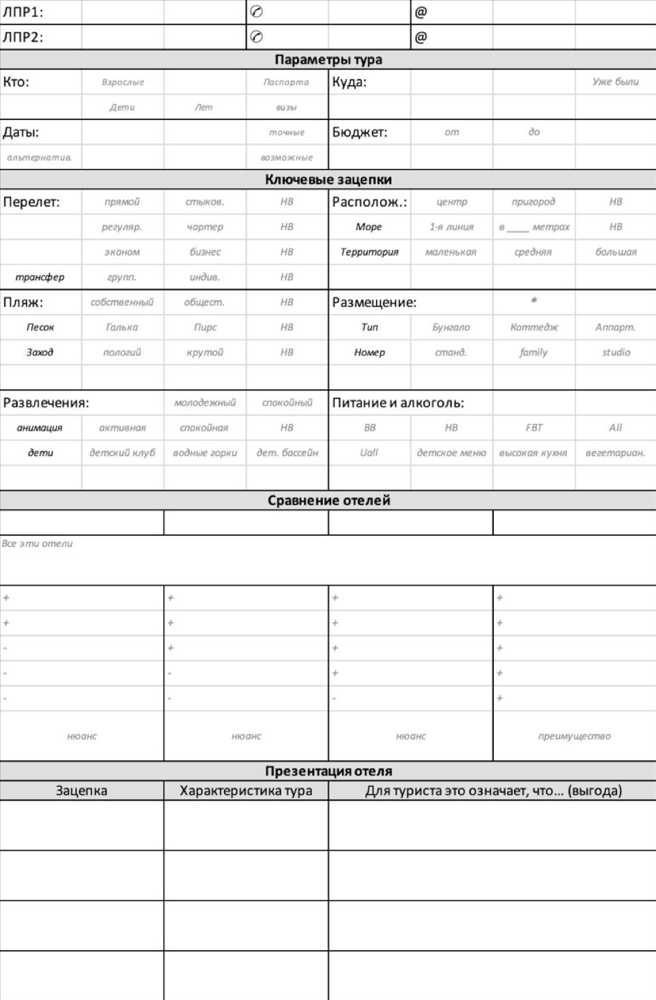 ЛПР1: ✆ @
ЛПР2: ✆ @
Параметры тура
Кто: Взрослые Паспорта Куда: Уже были
Дети Лет визы
Даты: точные Бюджет: от до
альтернатив. возможные
Ключевые зацепки
Перелет: прямой стыков. НВ Располож.: центр пригород НВ
регуляр. чартер НВ Море 1-я линия в ____ метрах НВ
эконом бизнес НВ Территория маленькая средняя большая
трансфер групп. индив. НВ
Пляж: собственный общест. НВ Размещение: *
Песок Галька Пирс НВ Тип Бунгало Коттедж Аппарт.
Заход пологий крутой НВ Номер станд. family studio
Развлечения: молодежный спокойный Питание и алкоголь:
анимация активная спокойная НВ BB HB FBT All
дети детский клуб водные горки дет. бассейн Uall детское меню высокая кухня вегетариан.
Сравнение отелей
Все эти отели
+ + + +
+ + + +
- + + +
- - + +
- - - +
нюанс нюанс нюанс преимущество
Презентация отеля
Зацепка Характеристика тура Для туриста это означает, что... (выгода)